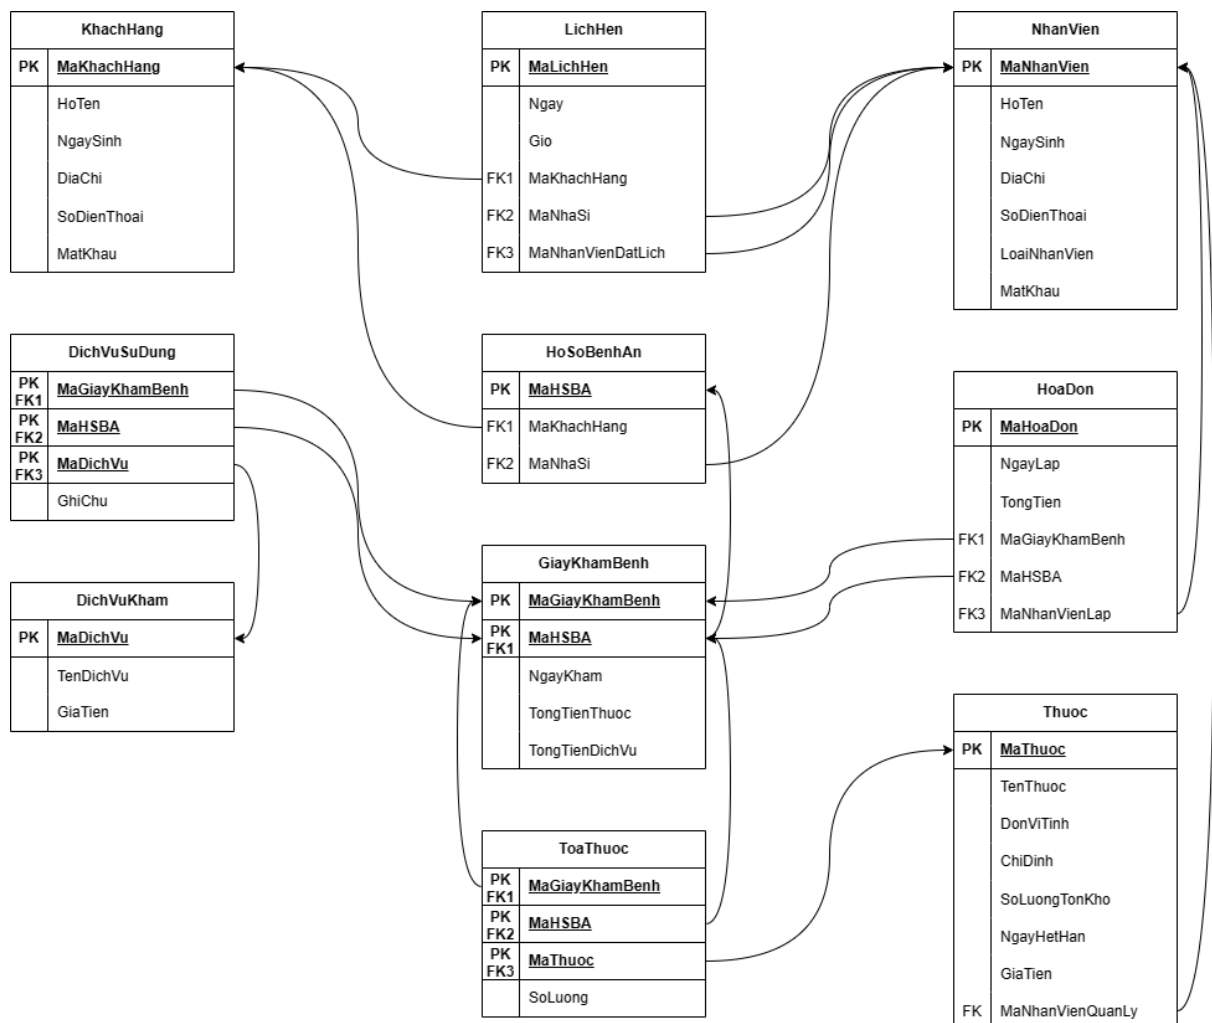 KhachHang
PK MaKhachHang
HoTen
NgaySinh
DiaChi
SoDienThoai
MatKhau
LichHen
PK MaLichHen
Ngay
Gio
FK1 MaKhachHang
FK2 MaNhaSi
FK3 MaNhanVienDatLich
NhanVien
PK MaNhanVien
HoTen
NgaySinh
DiaChi
SoDienThoai
LoaiNhanVien
MatKhau
DichVuSuDung
PK FK1 MaGiayKhamBenh
PK FK2 MaHSBA
PK FK3 MaDichVu
GhiChu
HoSoBenhAn
PK MaHSBA
FK1 MaKhachHang
FK2 MaNhaSi
HoaDon
PK MaHoaDon
NgayLap
TongTien
FK1 MaGiayKhamBenh
FK2 MaHSBA
FK3 MaNhanVienLap
DichVuKham
PK MaDichVu
TenDichVu
GiaTien
GiayKhamBenh
PK MaGiayKhamBenh
PK FK1 MaHSBA
NgayKham
TongTienThuoc
TongTienDichVu
Thuoc
PK MaThuoc
TenThuoc
DonViTinh
ChiDinh
SoLuongTonKho
NgayHetHan
GiaTien
FK MaNhanVienQuanLy
ToaThuoc
PK FK1 MaGiayKhamBenh
PK FK2 MaHSBA
PK FK3 MaThuoc
SoLuong